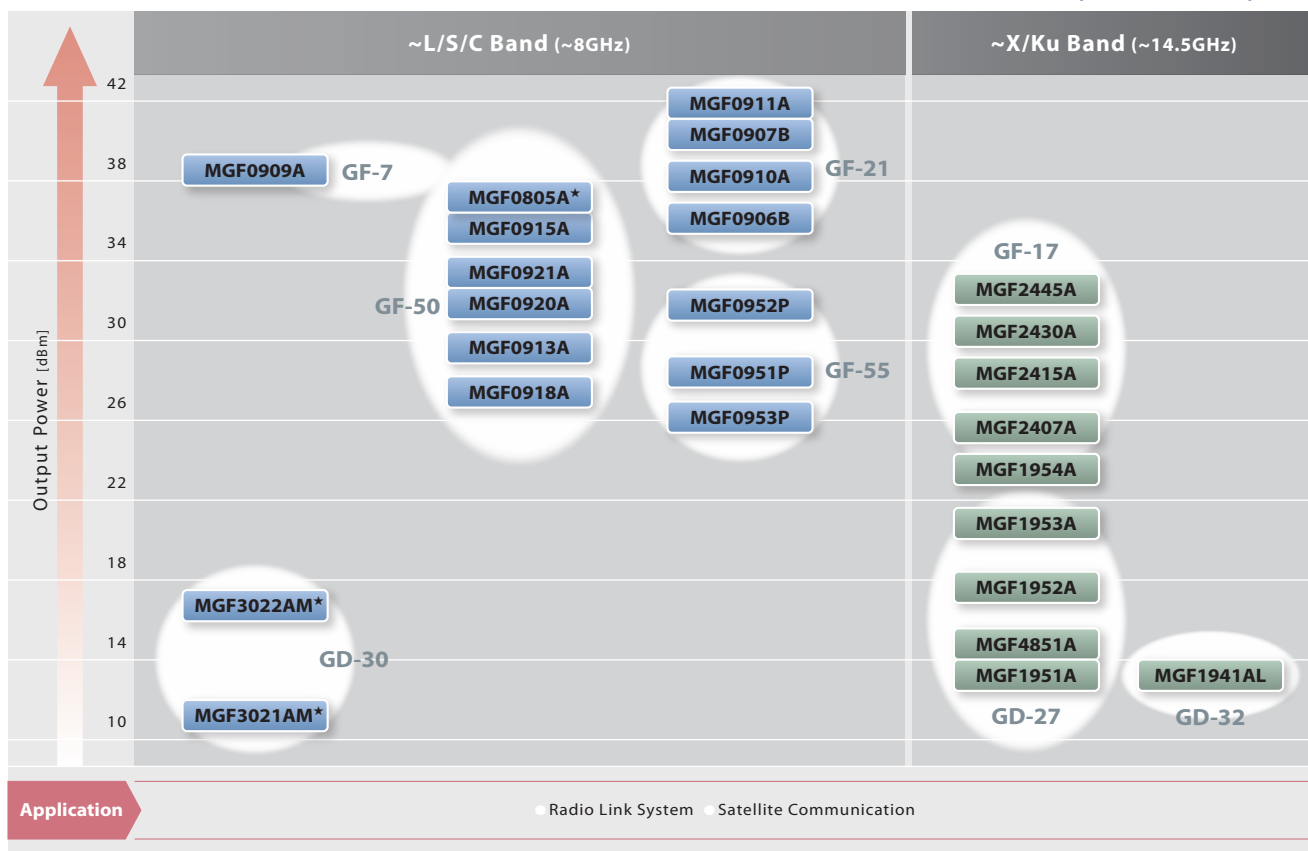 ~L/S/C Band (~8GHz)
~X/Ku Band (~14.5GHz)
Output Power [dBm]
42
38
34
30
26
22
18
14
10
MGF0909A
GF-7
MGF0805A★
MGF0915A
MGF0921A
MGF0920A
MGF0913A
MGF0918A
GF-50
MGF0911A
MGF0907B
MGF0910A
MGF0906B
GF-21
MGF0952P
MGF0951P
MGF0953P
GF-55
MGF3022AM★
GD-30
MGF3021AM★
GF-17
MGF2445A
MGF2430A
MGF2415A
MGF2407A
MGF1954A
MGF1953A
MGF1952A
MGF4851A
MGF1951A
GD-27
MGF1941AL
GD-32
Application
Radio Link System Satellite Communication